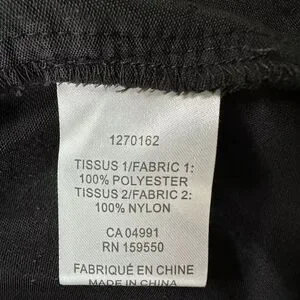 1270162
TISSUS 1/FABRIC 1:
100% POLYESTER
TISSUS 2/FABRIC 2:
100% NYLON
CA 04991
RN 159550
FABRIQUÉ EN CHINE
MADE IN CHINA